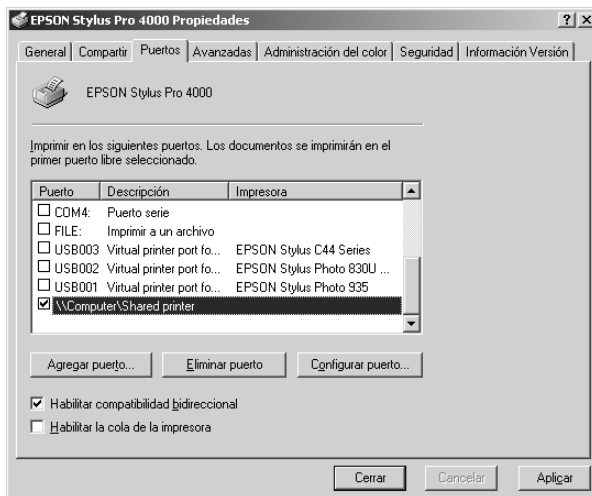 EPSON Stylus Pro 4000 Propiedades
General Compartir Puertos Avanzadas Administración del color Seguridad Información Versión
EPSON Stylus Pro 4000
Imprimir en los siguientes puertos. Los documentos se imprimirán en el
primer puerto libre seleccionado.
Puerto Descripción Impresora
COM4: Puerto serie
FILE: Imprimir a un archivo
USB003 Virtual printer port fo... EPSON Stylus C44 Series
USB002 Virtual printer port fo... EPSON Stylus Photo 830U ...
USB001 Virtual printer port fo... EPSON Stylus Photo 935
\\Computer\Shared printer
Agregar puerto... Eliminar puerto Configurar puerto...
Habilitar compatibilidad bidireccional
Habilitar la cola de la impresora
Cerrar Cancelar Aplicar